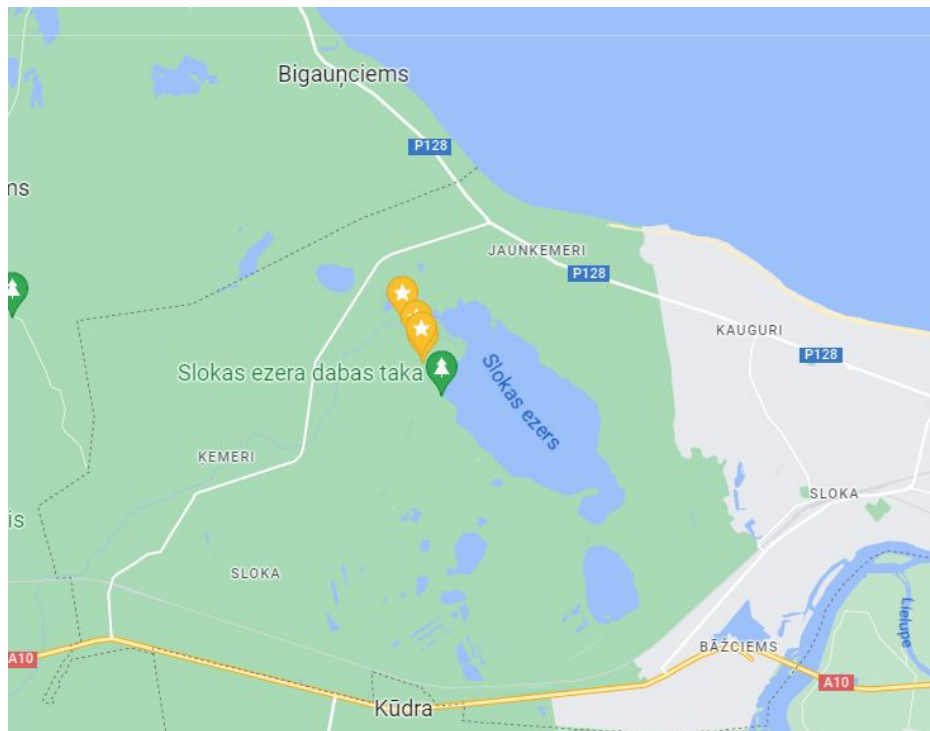 Bigauņciems
P128
ms
JAUNKEMERI
P128
KAUGURI
P128
Slokas ezera dabas taka
Slokas ezers
ĶEMERI
SLOKA
is
SLOKA
Lielupe
BĀŽCIEMS
A10
A10
Kūdra